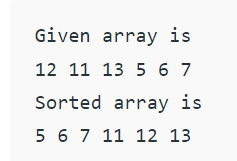 Given array is
12 11 13 5 6 7
Sorted array is
5 6 7 11 12 13